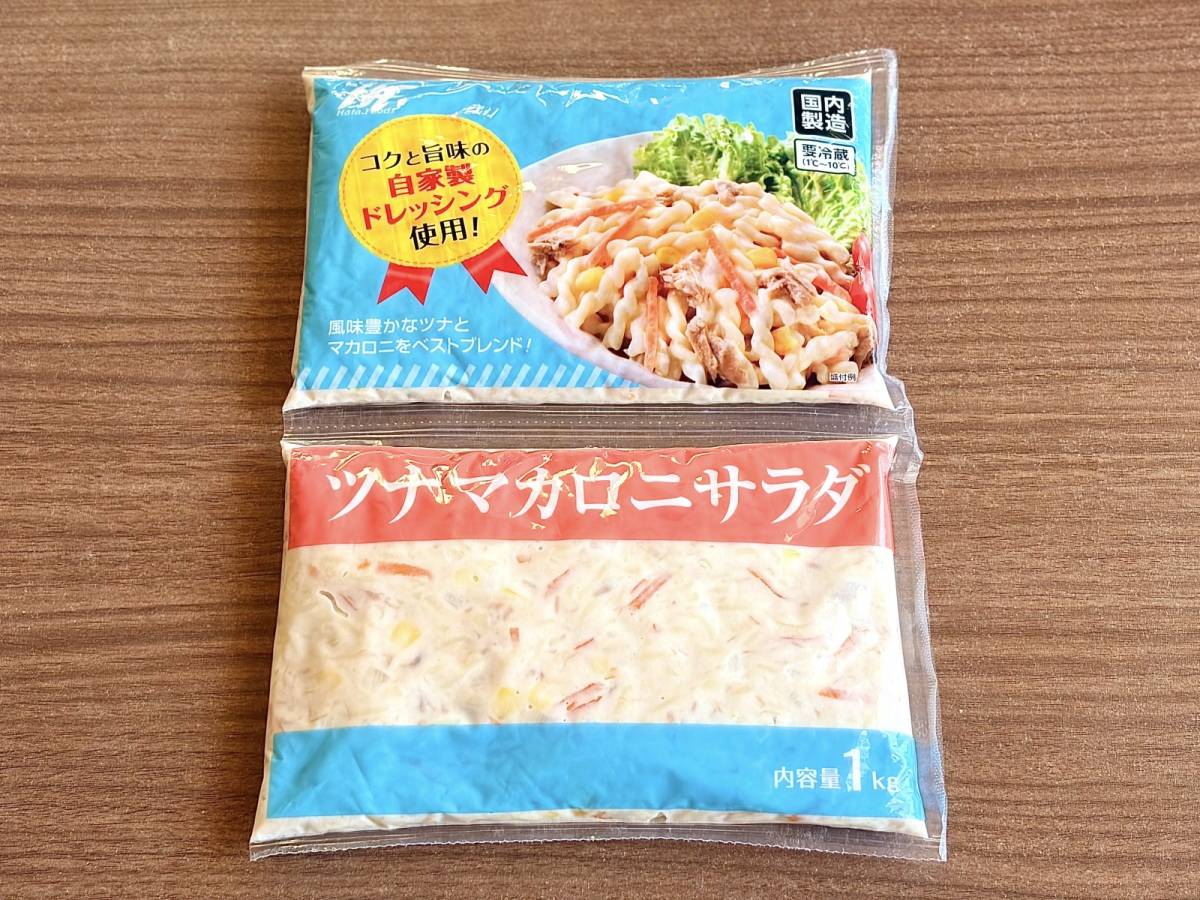 Hata Foods
国内
製造
要冷蔵
(1℃~10℃)
コクと旨味の
自家製
ドレッシング
使用!
風味豊かなツナと
マカロニをベストブレンド!
盛付例
ツナマカロニサラダ
内容量1kg